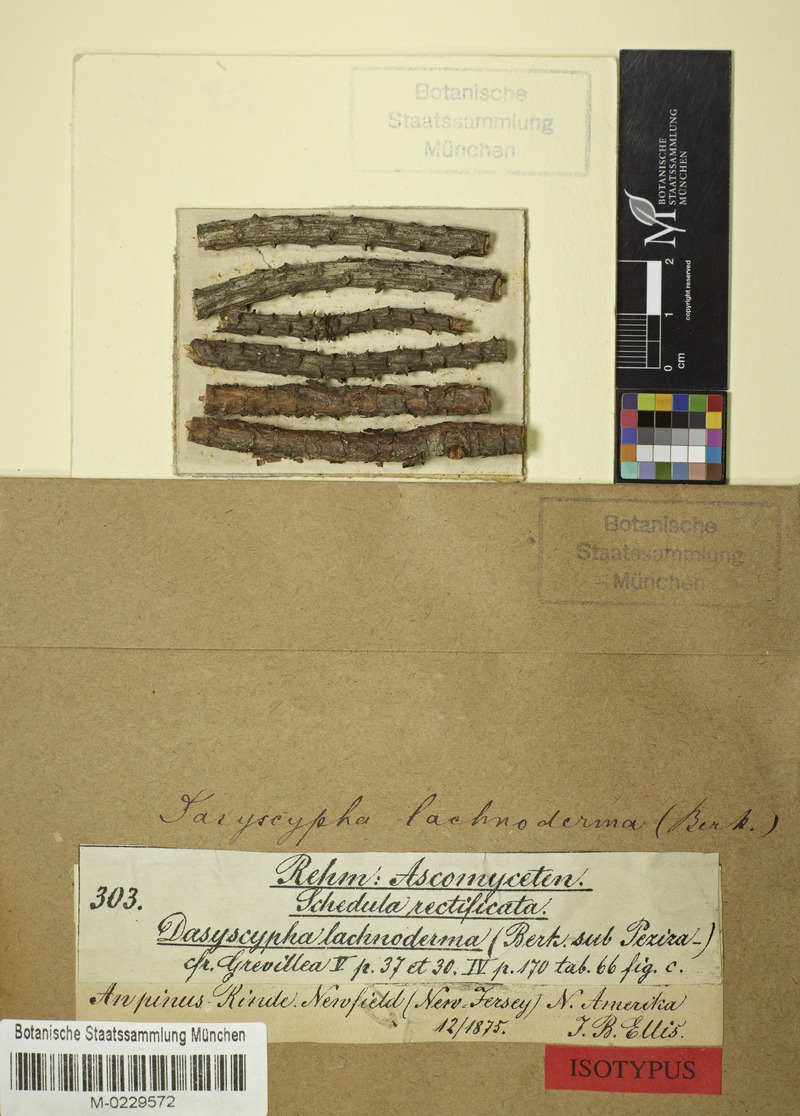 Botanische
Staatssammlung
München
BOTANISCHE
STAATSSAMMLUNG
MÜNCHEN
0 1 2
cm
copyright reserved
Botanische
Staatssammlung
München
Dasyscypha lachnoderma (Berk.)
Rehm: Ascomyceten.
303.
Schedula rectificata.
Dasyscypha lachnoderma (Berk. sub Peziza-)
cfr. Grevillea V p. 37 et 30. IV p. 170 tab. 66 fig. c.
An pinus-Rinde. Newfield (New-Jersey) N. Amerika
12/1875. J. B. Ellis.
Botanische Staatssammlung München
M-0229572
ISOTYPUS